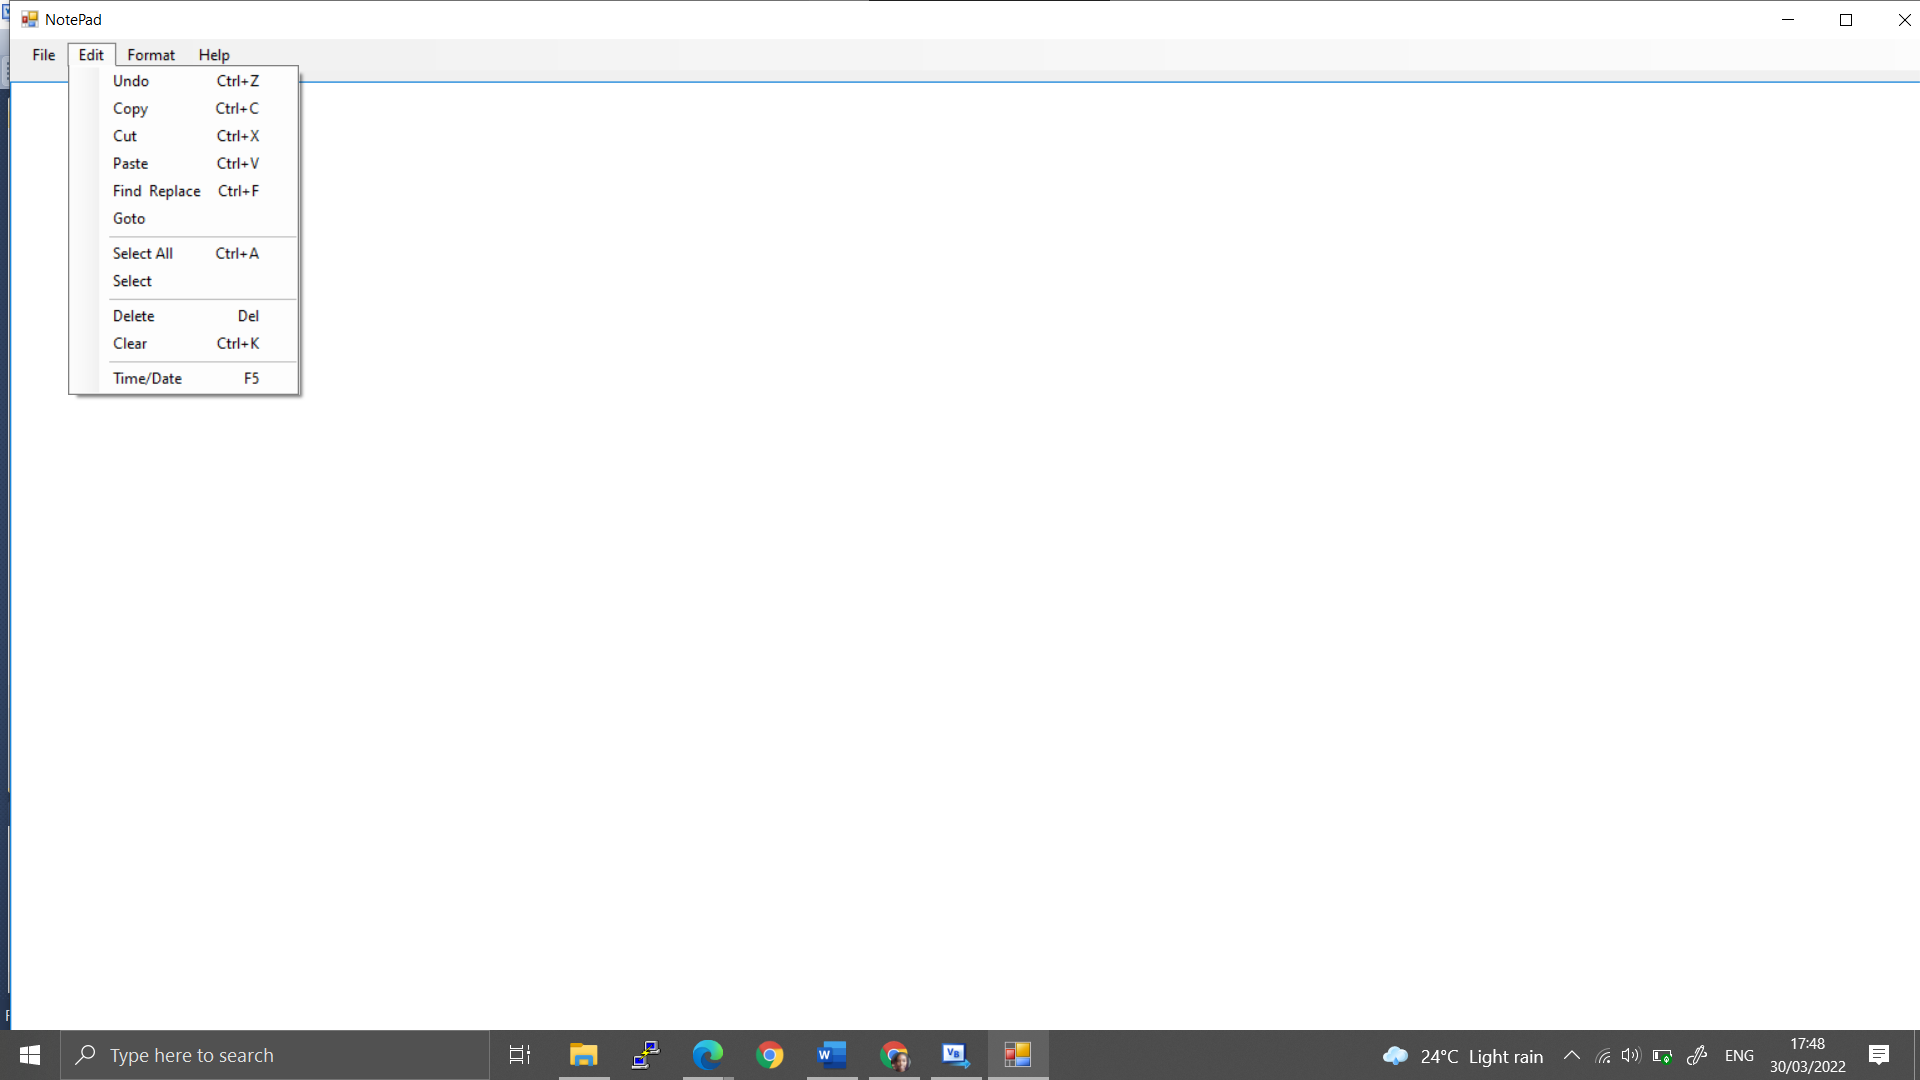 NotePad
File Edit Format Help
Undo Ctrl+Z
Copy Ctrl+C
Cut Ctrl+X
Paste Ctrl+V
Find  Replace Ctrl+F
Goto
Select All Ctrl+A
Select
Delete Del
Clear Ctrl+K
Time/Date F5
Type here to search
W
VB
24°C Light rain
ENG
17:48
30/03/2022